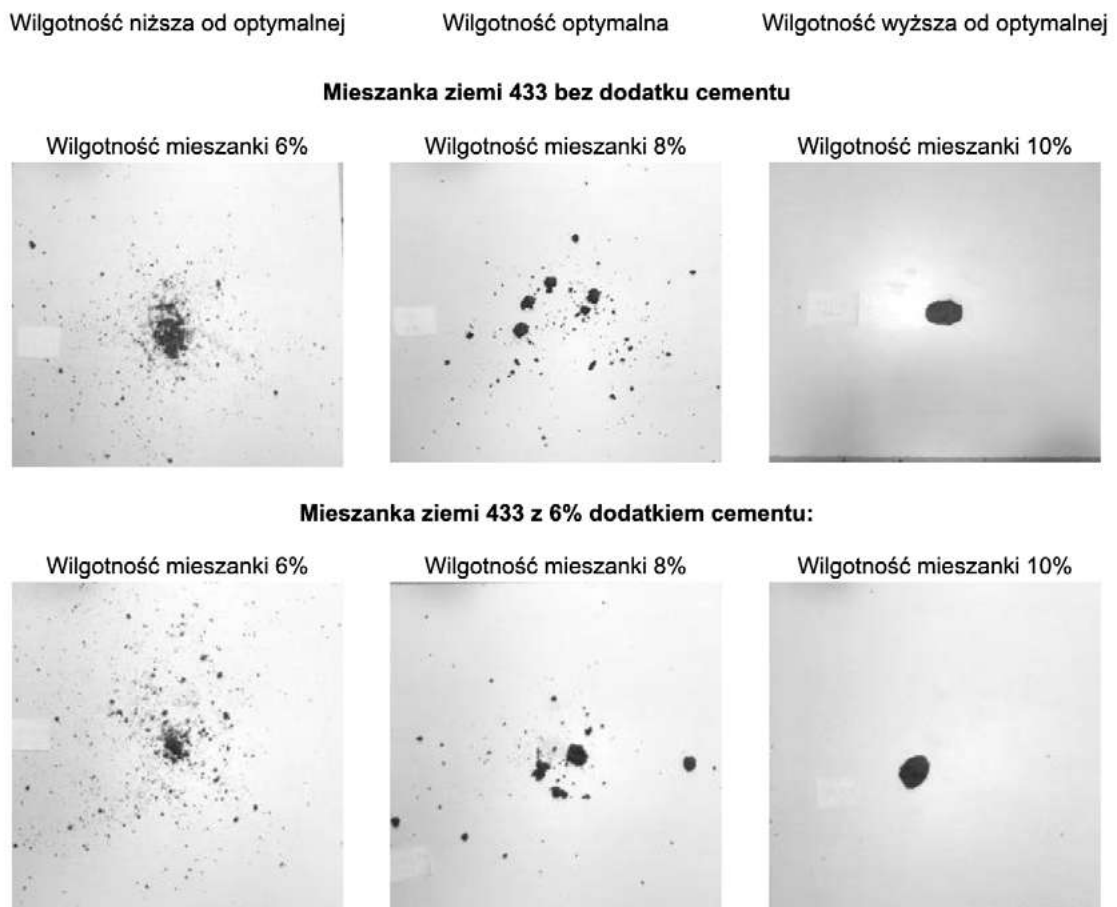 Wilgotność niższa od optymalnej Wilgotność optymalna Wilgotność wyższa od optymalnej
Mieszanka ziemi 433 bez dodatku cementu
Wilgotność mieszanki 6% Wilgotność mieszanki 8% Wilgotność mieszanki 10%
Mieszanka ziemi 433 z 6% dodatkiem cementu:
Wilgotność mieszanki 6% Wilgotność mieszanki 8% Wilgotność mieszanki 10%